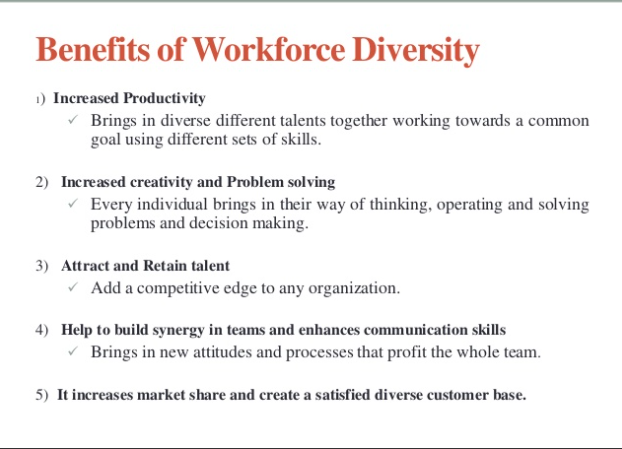 Benefits of Workforce Diversity
1) Increased Productivity
✓ Brings in diverse different talents together working towards a common
goal using different sets of skills.
2) Increased creativity and Problem solving
✓ Every individual brings in their way of thinking, operating and solving
problems and decision making.
3) Attract and Retain talent
✓ Add a competitive edge to any organization.
4) Help to build synergy in teams and enhances communication skills
✓ Brings in new attitudes and processes that profit the whole team.
5) It increases market share and create a satisfied diverse customer base.